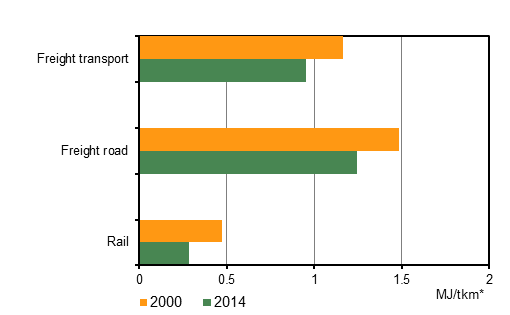 Freight transport
Freight road
Rail
0 0.5 1 1.5 2
MJ/tkm*
2000 2014